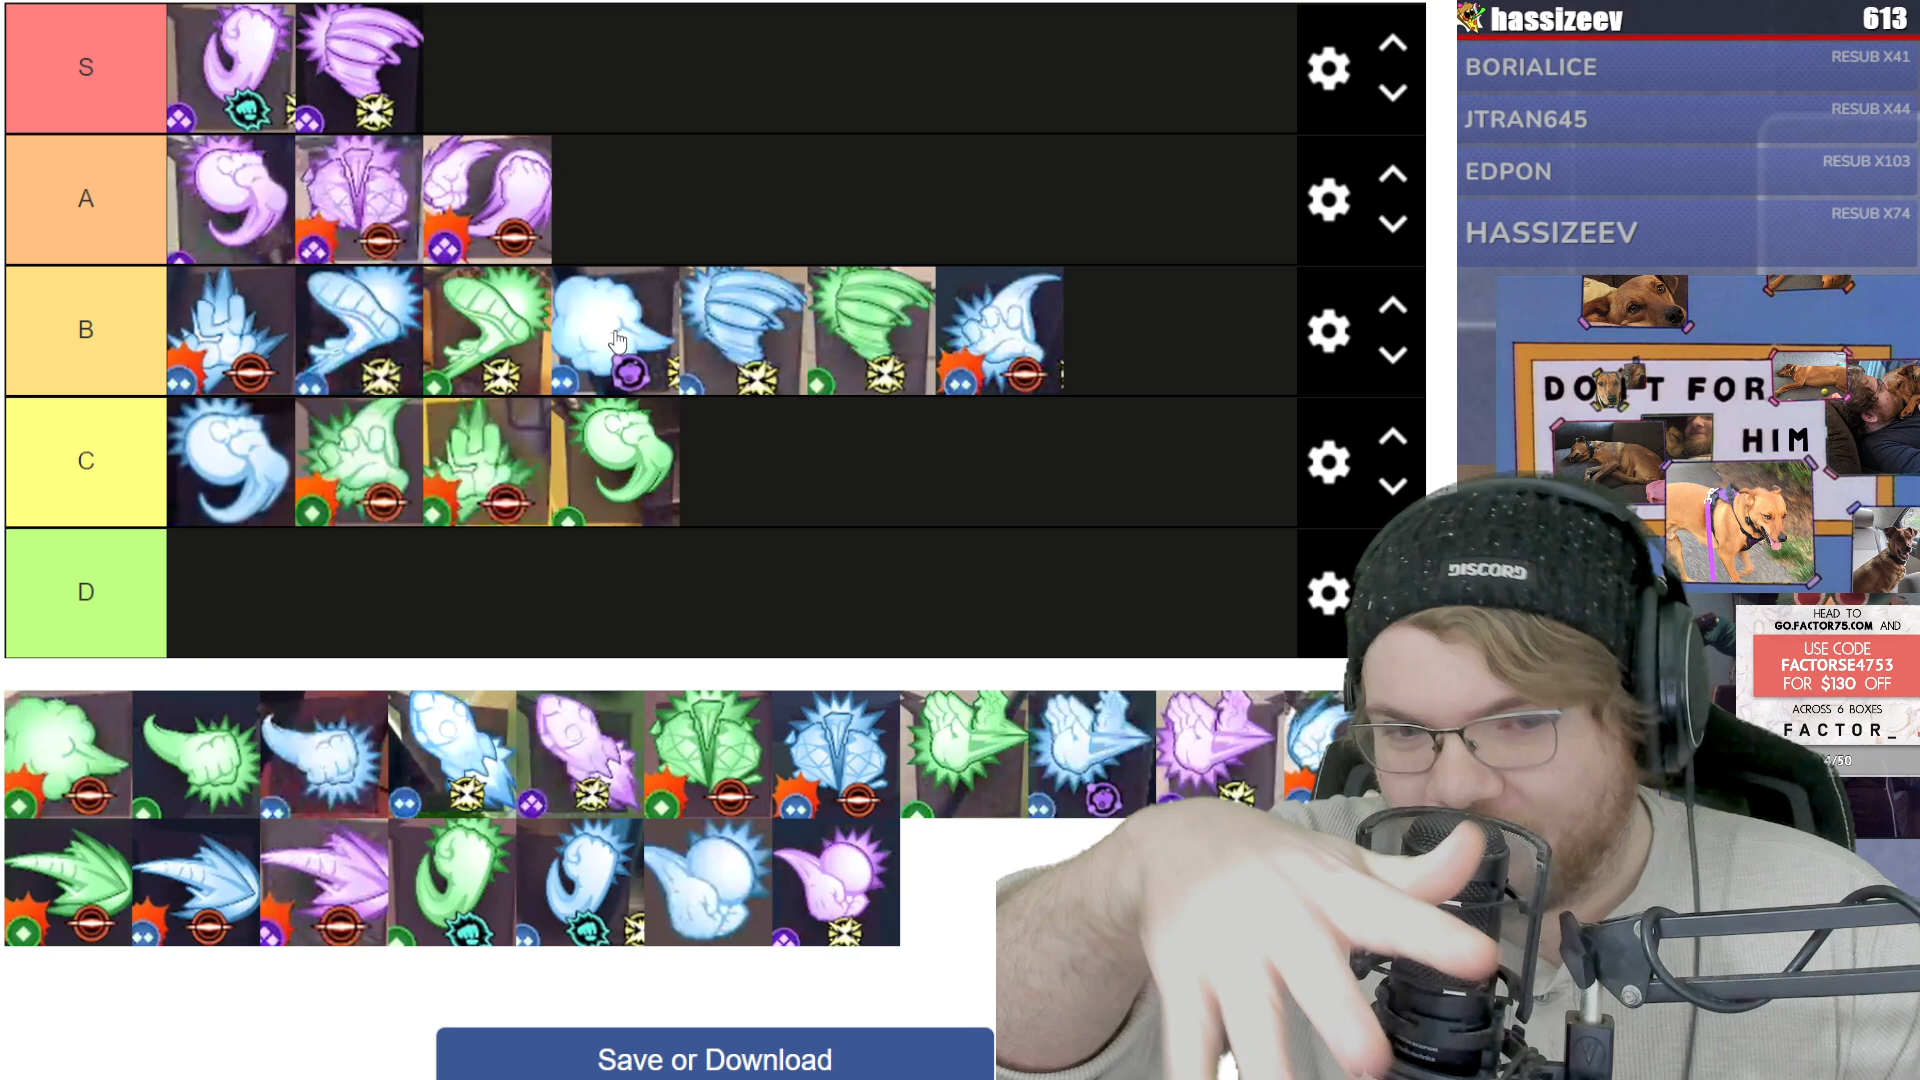 S
A
B
C
D
Save or Download
hassizeev 613
BORIALICE RESUB X41
JTRAN645 RESUB X44
EDPON RESUB X103
HASSIZEEV RESUB X74
HIM
DISCORD
HEAD TO
GO.FACTOR75.COM AND
USE CODE
FACTORSE4753
FOR $130 OFF
ACROSS 6 BOXES
FACTOR_
/50